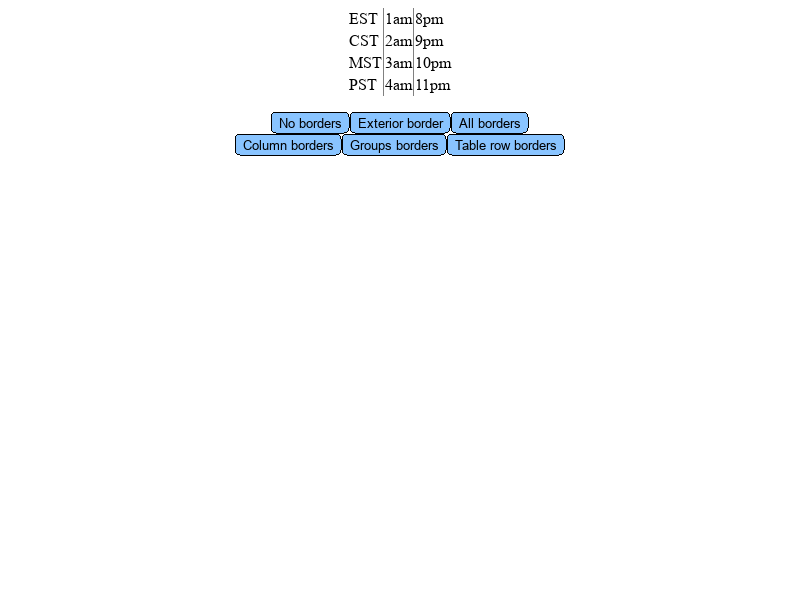 EST 1am 8pm
CST 2am 9pm
MST 3am 10pm
PST 4am 11pm
No borders Exterior border All borders
Column borders Groups borders Table row borders